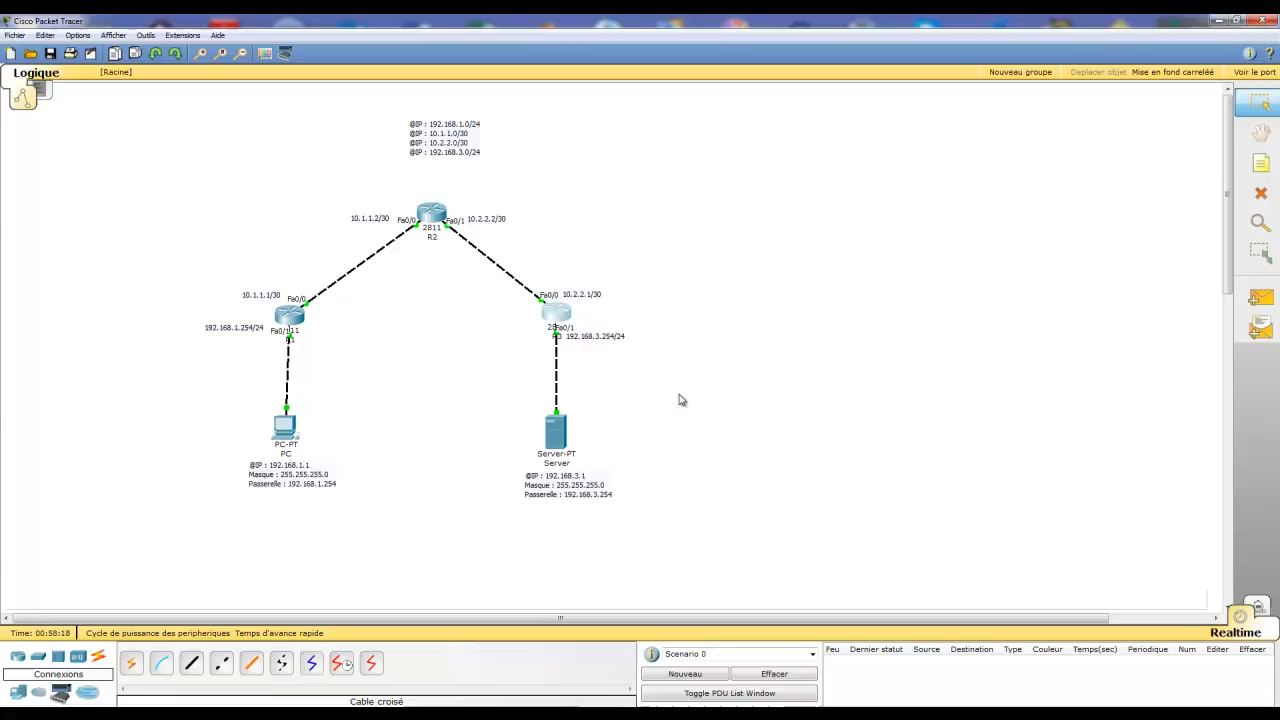 Cisco Packet Tracer
Fichier Editer Options Afficher Outils Extensions Aide
Logique [Racine] Nouveau groupe Deplacer objet Mise en fond carreléé Voir le port
@IP : 192.168.1.0/24
@IP : 10.1.1.0/30
@IP : 10.2.2.0/30
@IP : 192.168.3.0/24
10.1.1.2/30 Fa0/0 Fa0/1 10.2.2.2/30
2811
R2
10.1.1.1/30 Fa0/0
Fa0/0 10.2.2.1/30
192.168.1.254/24 Fa0/1
Fa0/1
192.168.3.254/24
PC-PT
PC
@IP : 192.168.1.1
Masque : 255.255.255.0
Passerelle : 192.168.1.254
Server-PT
Server
@IP : 192.168.3.1
Masque : 255.255.255.0
Passerelle : 192.168.3.254
Time: 00:58:18 Cycle de puissance des peripheriques Temps d'avance rapide Realtime
Connexions
Cable croisé
Scenario 0
Nouveau Effacer
Toggle PDU List Window
Feu Dernier statut Source Destination Type Couleur Temps(sec) Periodique Num Editer Effacer